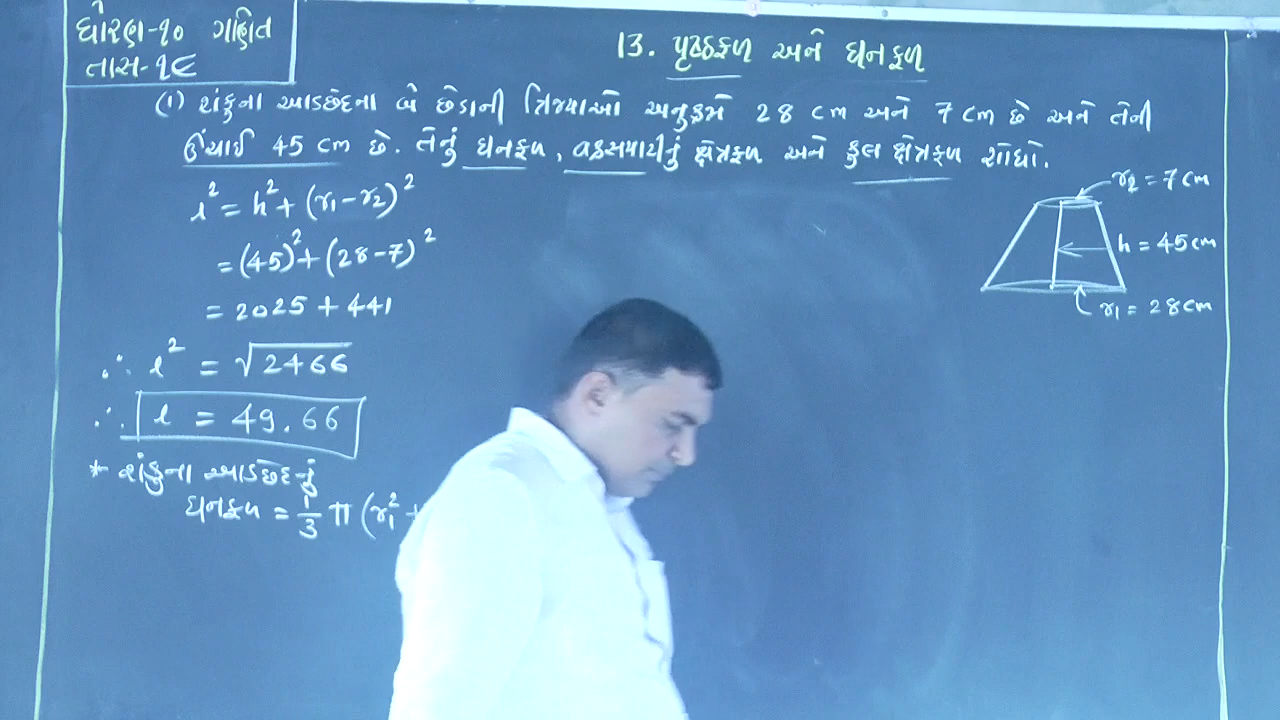 ધોરણ-૧૦ ગણિત
તાસ-૧૯
13. પૃષ્ઠફળ અને ઘનફળ
(૧) શંકુના આડછેદના બે છેડાની ત્રિજ્યાઓ અનુક્રમે 28 cm અને 7 cm છે અને તેની
ઊંચાઈ 45 cm છે. તેનું ઘનફળ, વક્રસપાટીનું ક્ષેત્રફળ અને કુલ ક્ષેત્રફળ શોધો.
l² = h² + (r₁ - r₂)²
= (45)² + (28 - 7)²
= 2025 + 441
∴ l² = √2466
∴ l = 49.66
* શંકુના આડછેદનું
ઘનફળ = 1/3 π (r₁² +
r₂ = 7 cm
h = 45 cm
r₁ = 28 cm